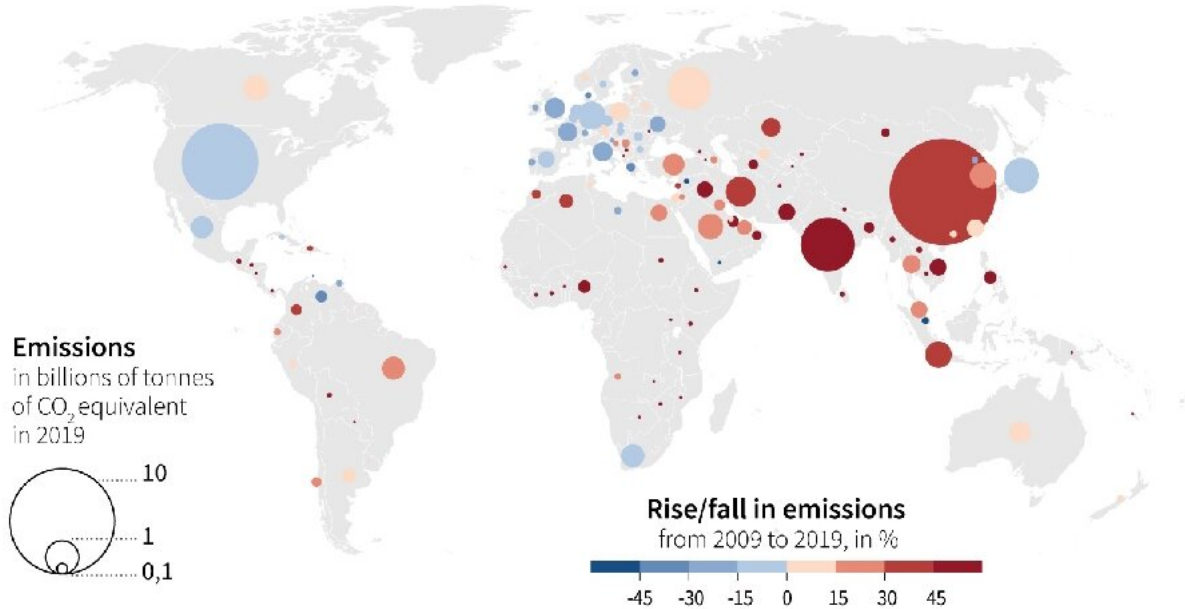 Emissions
in billions of tonnes
of CO₂ equivalent
in 2019
10
1
0,1
Rise/fall in emissions
from 2009 to 2019, in %
-45 -30 -15 0 15 30 45